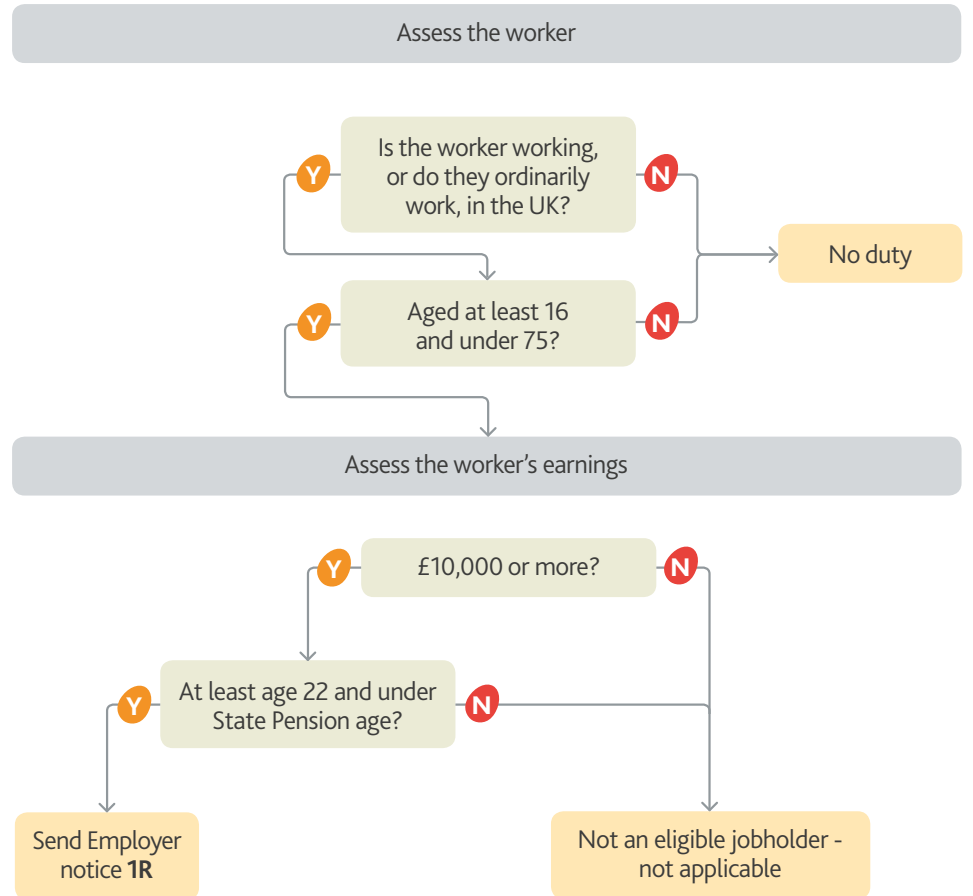 Assess the worker
Is the worker working,
or do they ordinarily
work, in the UK?
Y
N
No duty
Aged at least 16
and under 75?
Y
N
Assess the worker's earnings
£10,000 or more?
Y
N
At least age 22 and under
State Pension age?
Y
N
Send Employer
notice 1R
Not an eligible jobholder -
not applicable